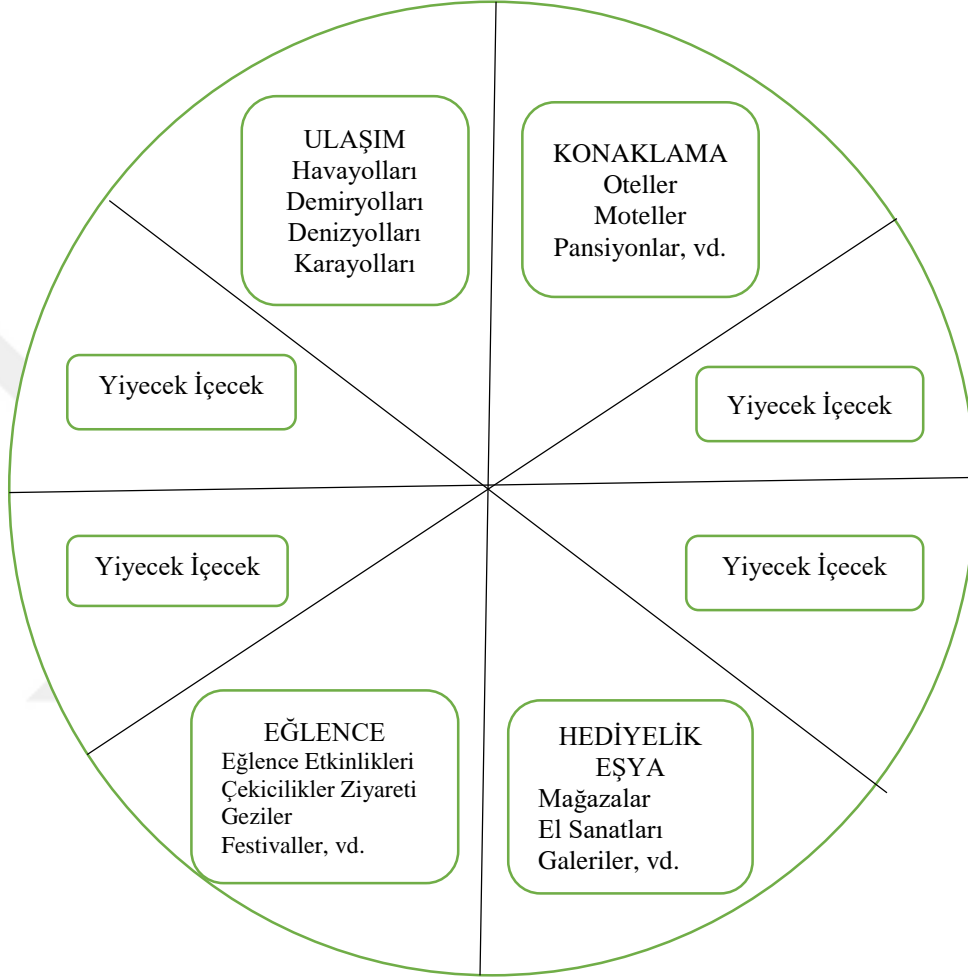 ULAŞIM
Havayolları
Demiryolları
Denizyolları
Karayolları
KONAKLAMA
Oteller
Moteller
Pansiyonlar, vd.
Yiyecek İçecek
Yiyecek İçecek
Yiyecek İçecek
Yiyecek İçecek
EĞLENCE
Eğlence Etkinlikleri
Çekicilikler Ziyareti
Geziler
Festivaller, vd.
HEDİYELİK
EŞYA
Mağazalar
El Sanatları
Galeriler, vd.